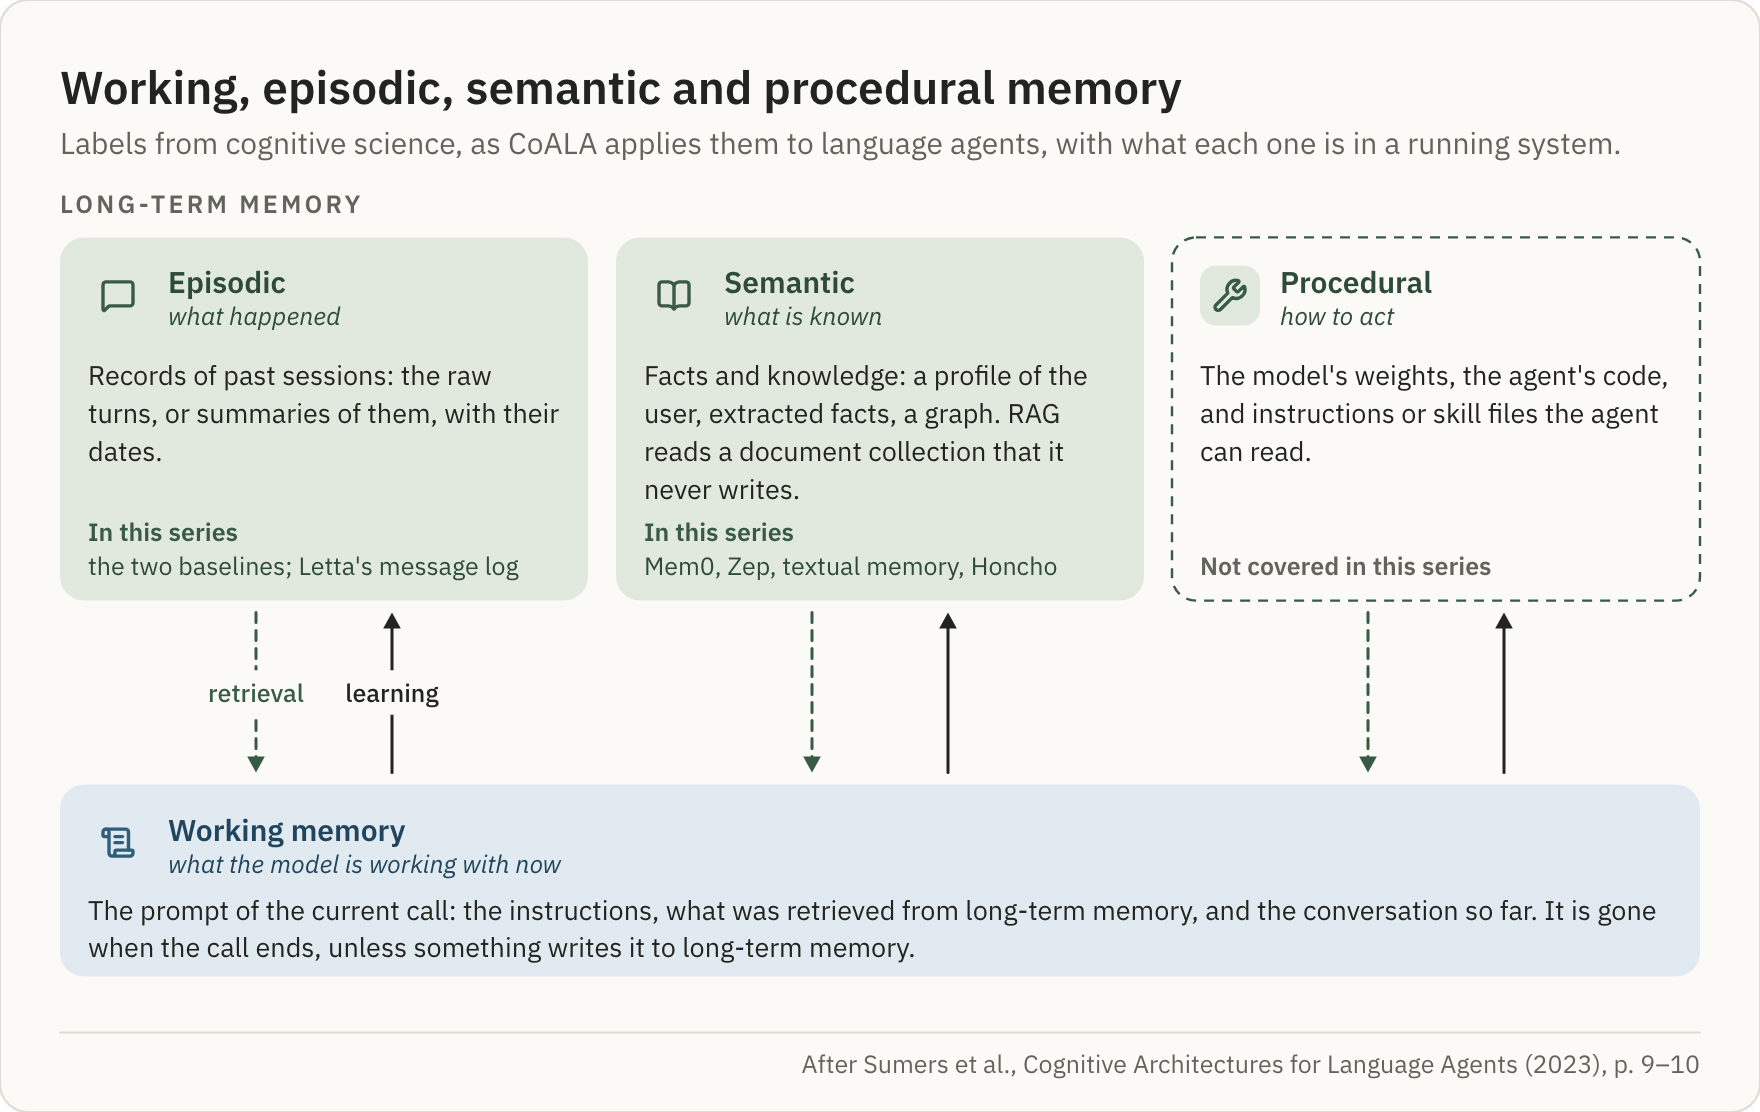 Working, episodic, semantic and procedural memory
Labels from cognitive science, as CoALA applies them to language agents, with what each one is in a running system.
LONG-TERM MEMORY
Episodic
what happened
Records of past sessions: the raw
turns, or summaries of them, with their
dates.
In this series
the two baselines; Letta's message log
Semantic
what is known
Facts and knowledge: a profile of the
user, extracted facts, a graph. RAG
reads a document collection that it
never writes.
In this series
Mem0, Zep, textual memory, Honcho
Procedural
how to act
The model's weights, the agent's code,
and instructions or skill files the agent
can read.
Not covered in this series
retrieval
learning
Working memory
what the model is working with now
The prompt of the current call: the instructions, what was retrieved from long-term memory, and the conversation so far. It is gone
when the call ends, unless something writes it to long-term memory.
After Sumers et al., Cognitive Architectures for Language Agents (2023), p. 9–10